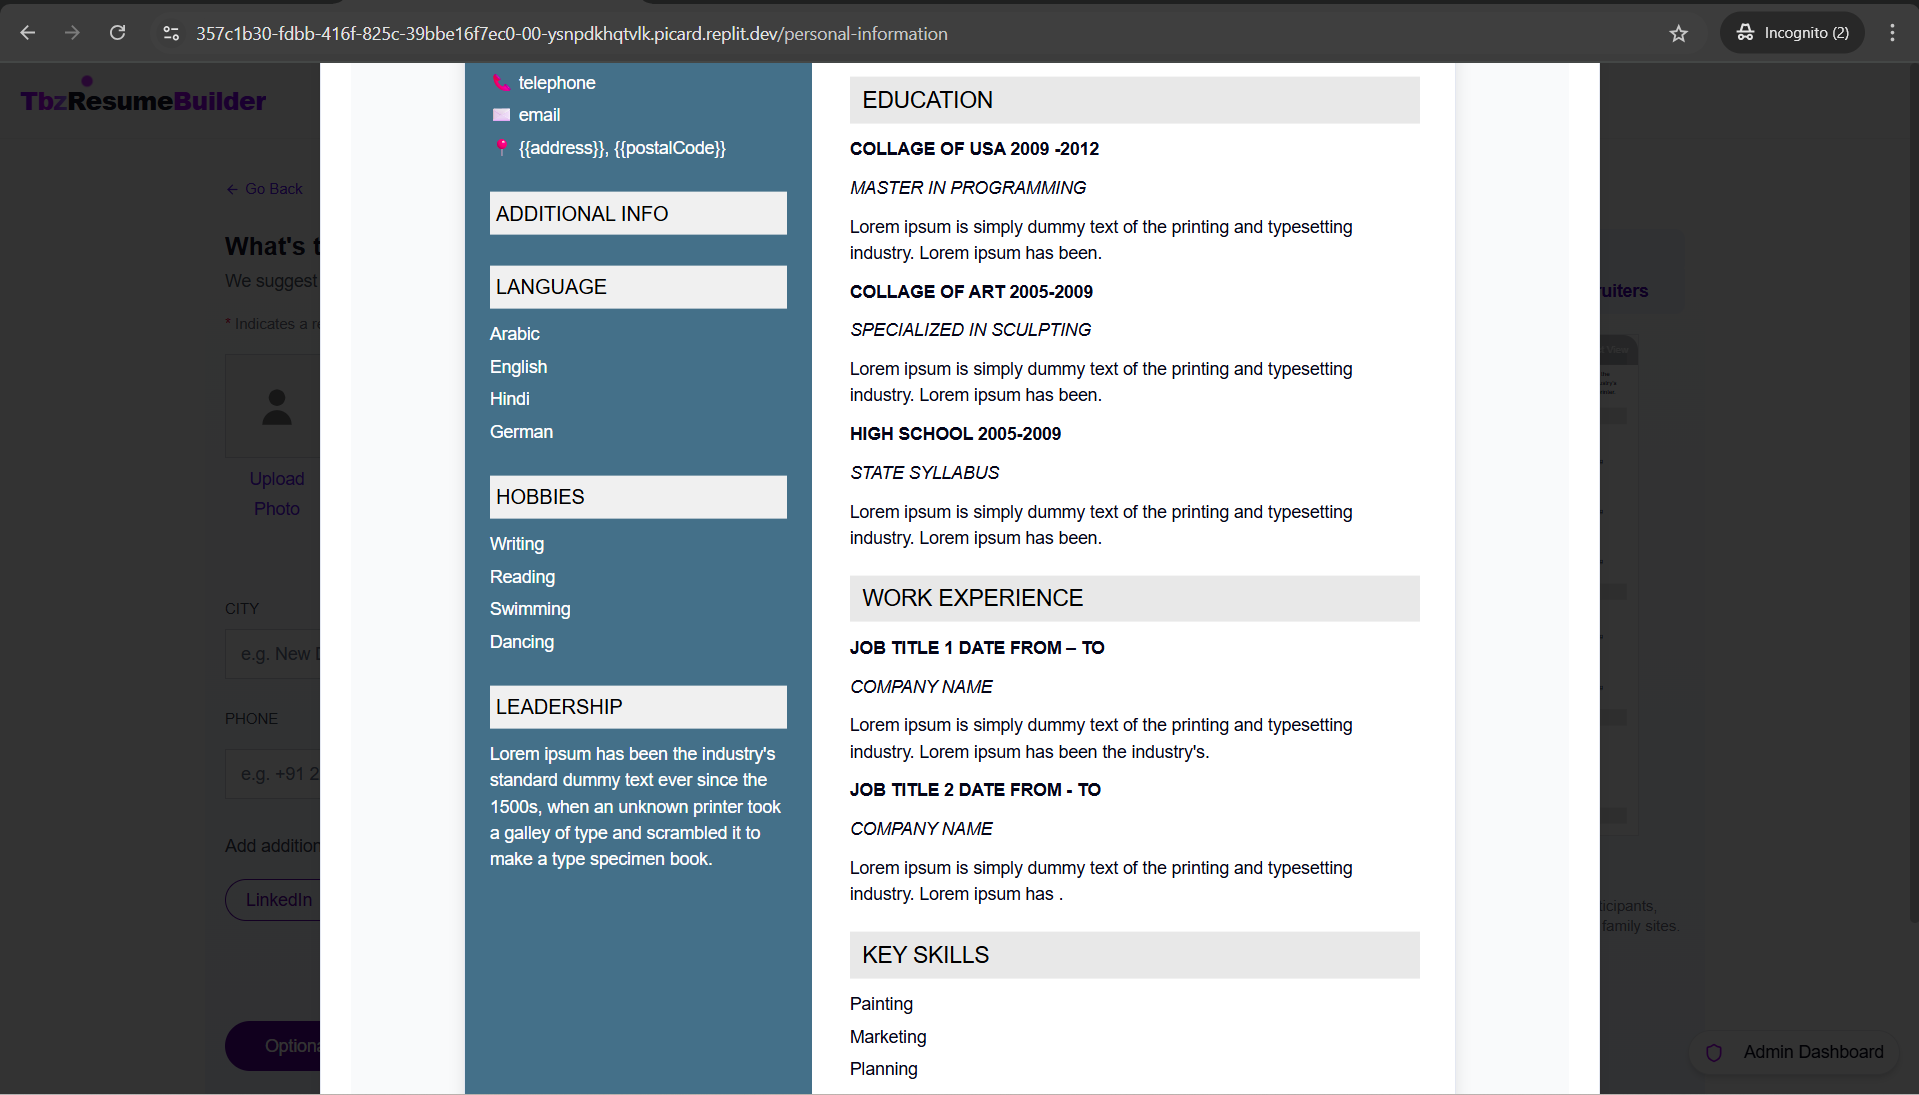 357c1b30-fdbb-416f-825c-39bbe16f7ec0-00-ysnpdkhqtvlk.picard.replit.dev/personal-information
Incognito (2)
TbzResumeBuilder
← Go Back
What's t
We suggest
* Indicates a re
Upload
Photo
CITY
e.g. New D
PHONE
e.g. +91 2
Add addition
LinkedIn
Optiona
telephone
email
{{address}}, {{postalCode}}
ADDITIONAL INFO
LANGUAGE
Arabic
English
Hindi
German
HOBBIES
Writing
Reading
Swimming
Dancing
LEADERSHIP
Lorem ipsum has been the industry's
standard dummy text ever since the
1500s, when an unknown printer took
a galley of type and scrambled it to
make a type specimen book.
EDUCATION
COLLAGE OF USA 2009 -2012
MASTER IN PROGRAMMING
Lorem ipsum is simply dummy text of the printing and typesetting
industry. Lorem ipsum has been.
COLLAGE OF ART 2005-2009
SPECIALIZED IN SCULPTING
Lorem ipsum is simply dummy text of the printing and typesetting
industry. Lorem ipsum has been.
HIGH SCHOOL 2005-2009
STATE SYLLABUS
Lorem ipsum is simply dummy text of the printing and typesetting
industry. Lorem ipsum has been.
WORK EXPERIENCE
JOB TITLE 1 DATE FROM – TO
COMPANY NAME
Lorem ipsum is simply dummy text of the printing and typesetting
industry. Lorem ipsum has been the industry's.
JOB TITLE 2 DATE FROM - TO
COMPANY NAME
Lorem ipsum is simply dummy text of the printing and typesetting
industry. Lorem ipsum has .
KEY SKILLS
Painting
Marketing
Planning
ruiters
ticipants,
family sites.
Admin Dashboard